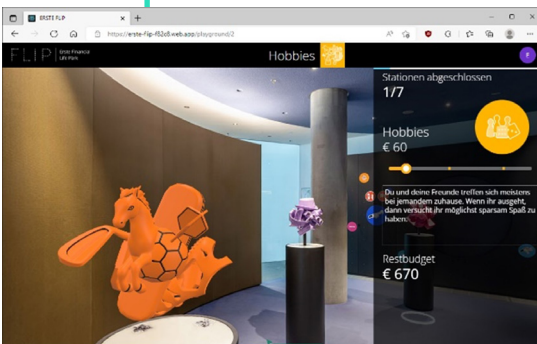 ERSTE FLIP
https://erste-flip-f82c8.web.app/playground/2
FLIP Erste Financial
Life Park
Hobbies
Stationen abgeschlossen
1/7
Hobbies
€ 60
Du und deine Freunde treffen sich meistens
bei jemandem zuhause. Wenn ihr ausgeht,
dann versucht ihr möglichst sparsam Spaß zu
haben.
Restbudget
€ 670